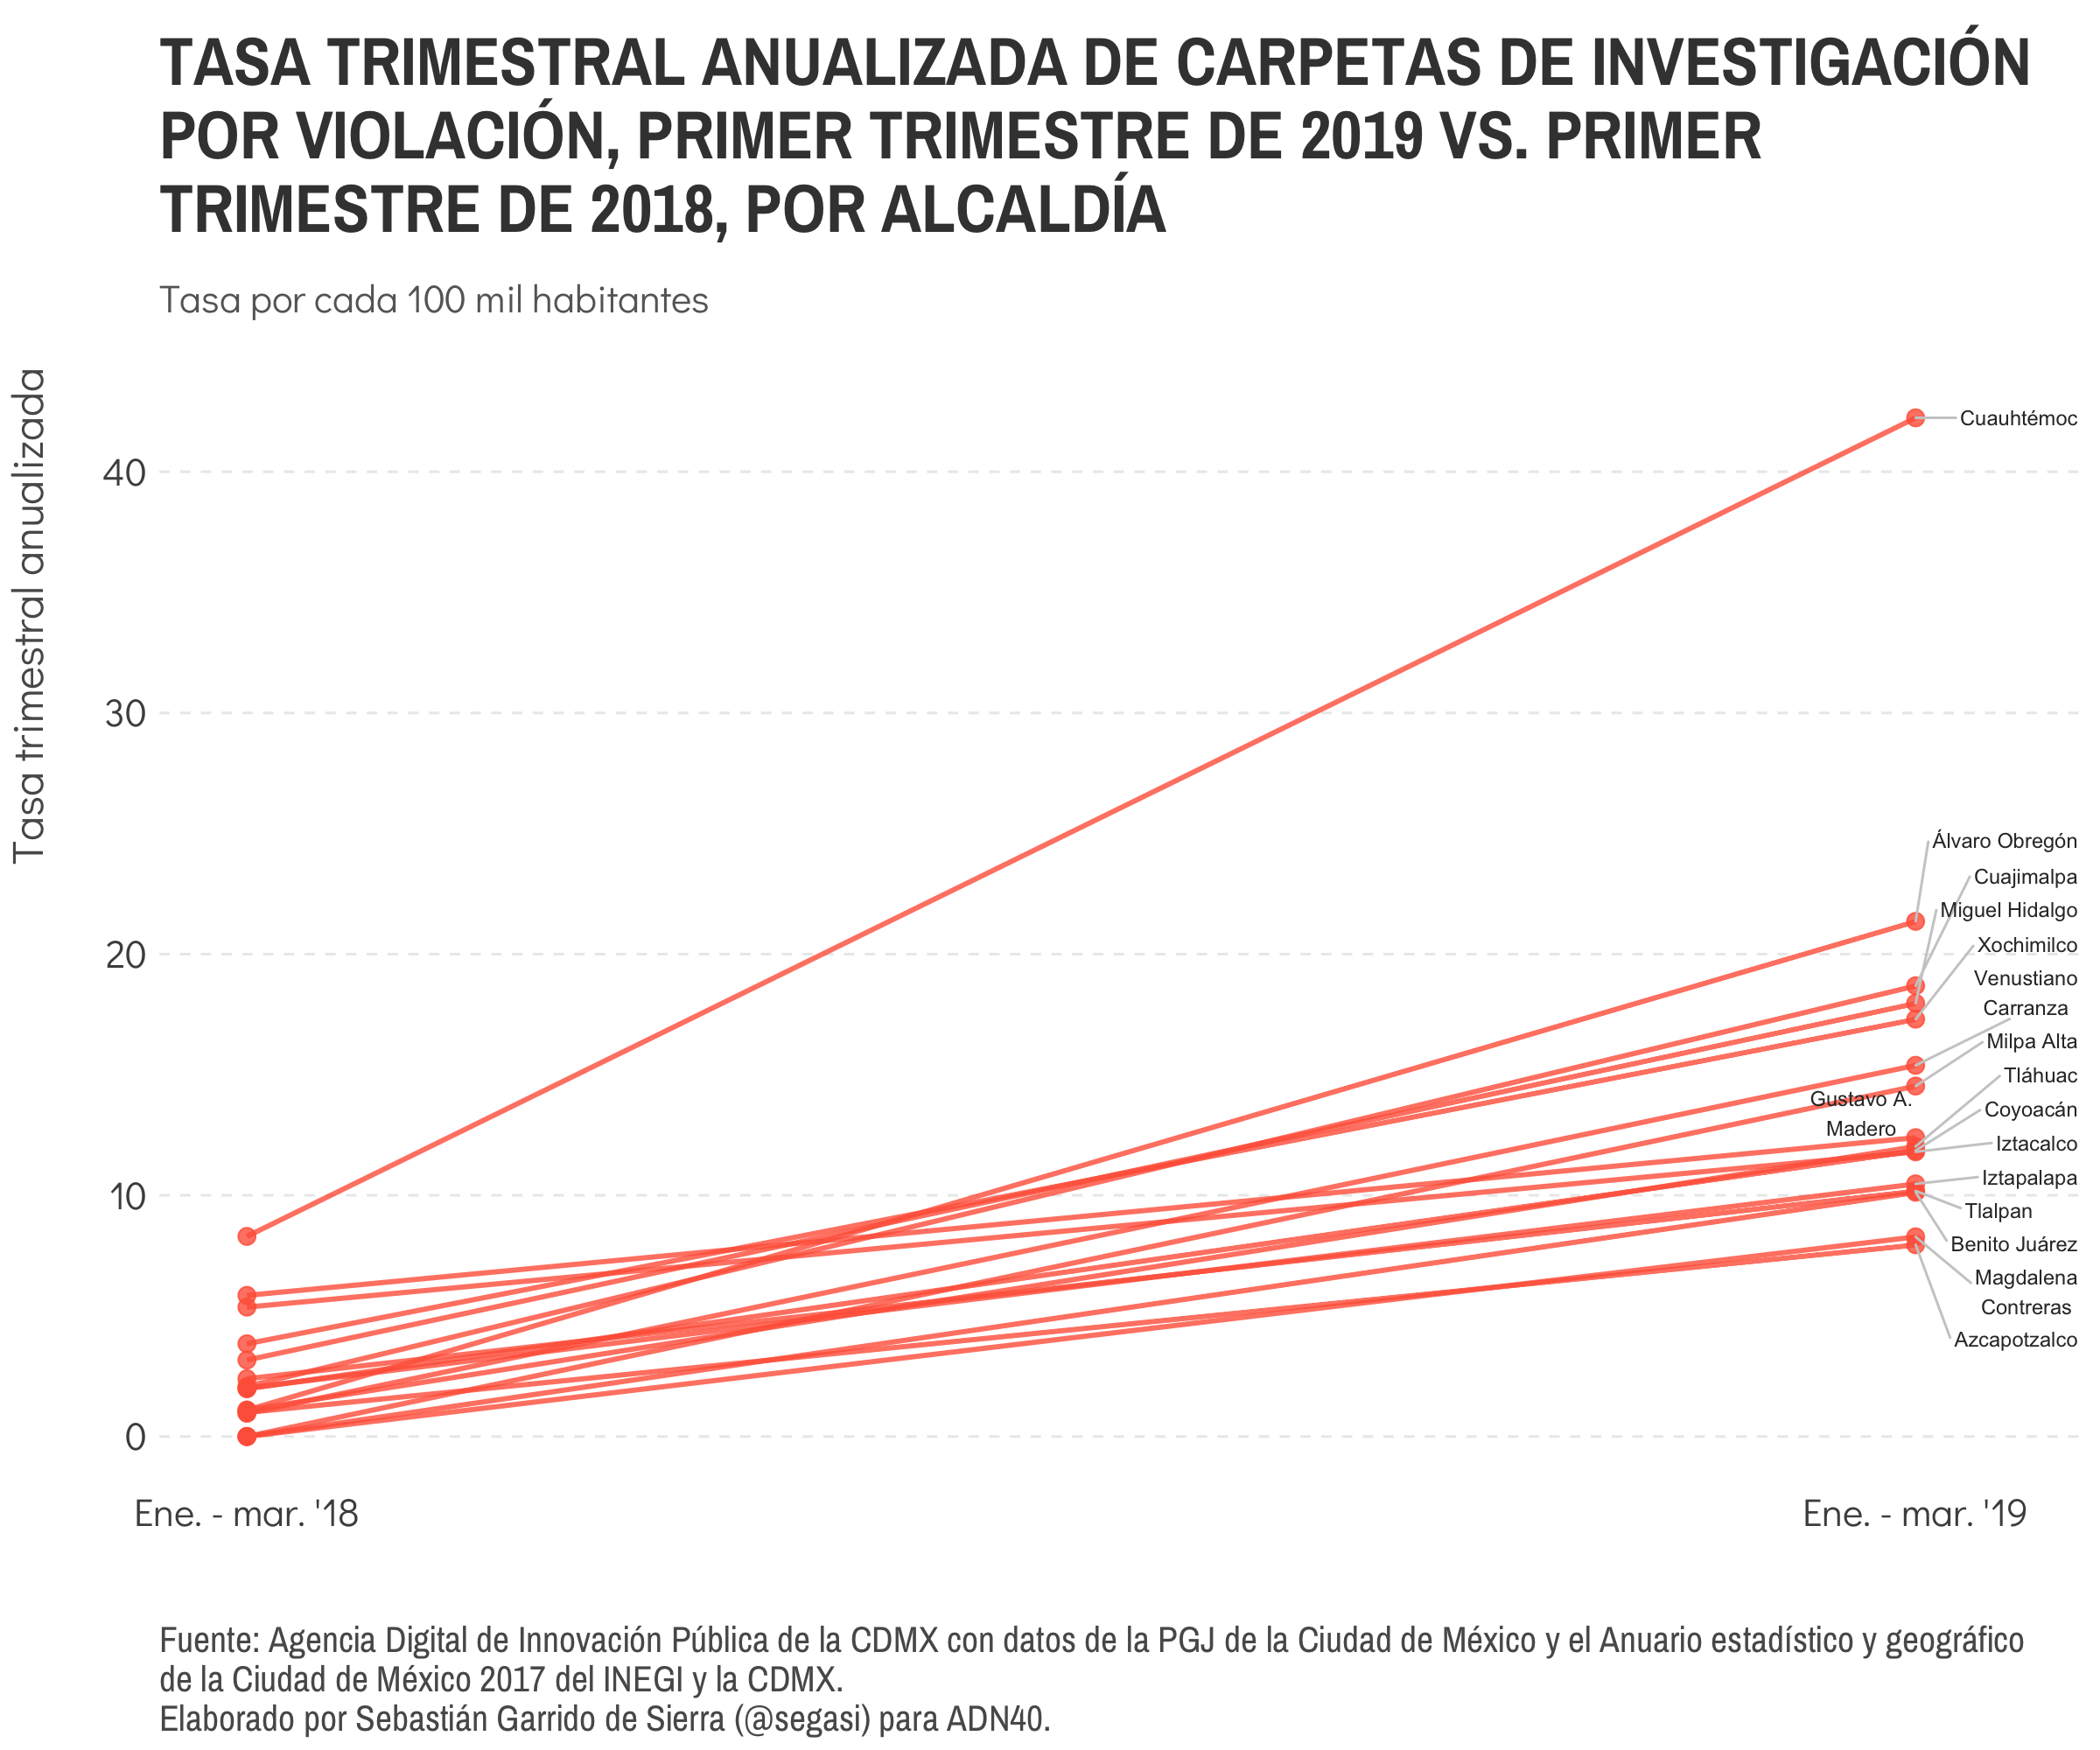 TASA TRIMESTRAL ANUALIZADA DE CARPETAS DE INVESTIGACIÓN
POR VIOLACIÓN, PRIMER TRIMESTRE DE 2019 VS. PRIMER
TRIMESTRE DE 2018, POR ALCALDÍA
Tasa por cada 100 mil habitantes
Tasa trimestral anualizada
40
30
20
10
0
Cuauhtémoc
Álvaro Obregón
Cuajimalpa
Miguel Hidalgo
Xochimilco
Venustiano
Carranza
Milpa Alta
Tláhuac
Gustavo A.
Madero
Coyoacán
Iztacalco
Iztapalapa
Tlalpan
Benito Juárez
Magdalena
Contreras
Azcapotzalco
Ene. - mar. '18
Ene. - mar. '19
Fuente: Agencia Digital de Innovación Pública de la CDMX con datos de la PGJ de la Ciudad de México y el Anuario estadístico y geográfico
de la Ciudad de México 2017 del INEGI y la CDMX.
Elaborado por Sebastián Garrido de Sierra (@segasi) para ADN40.